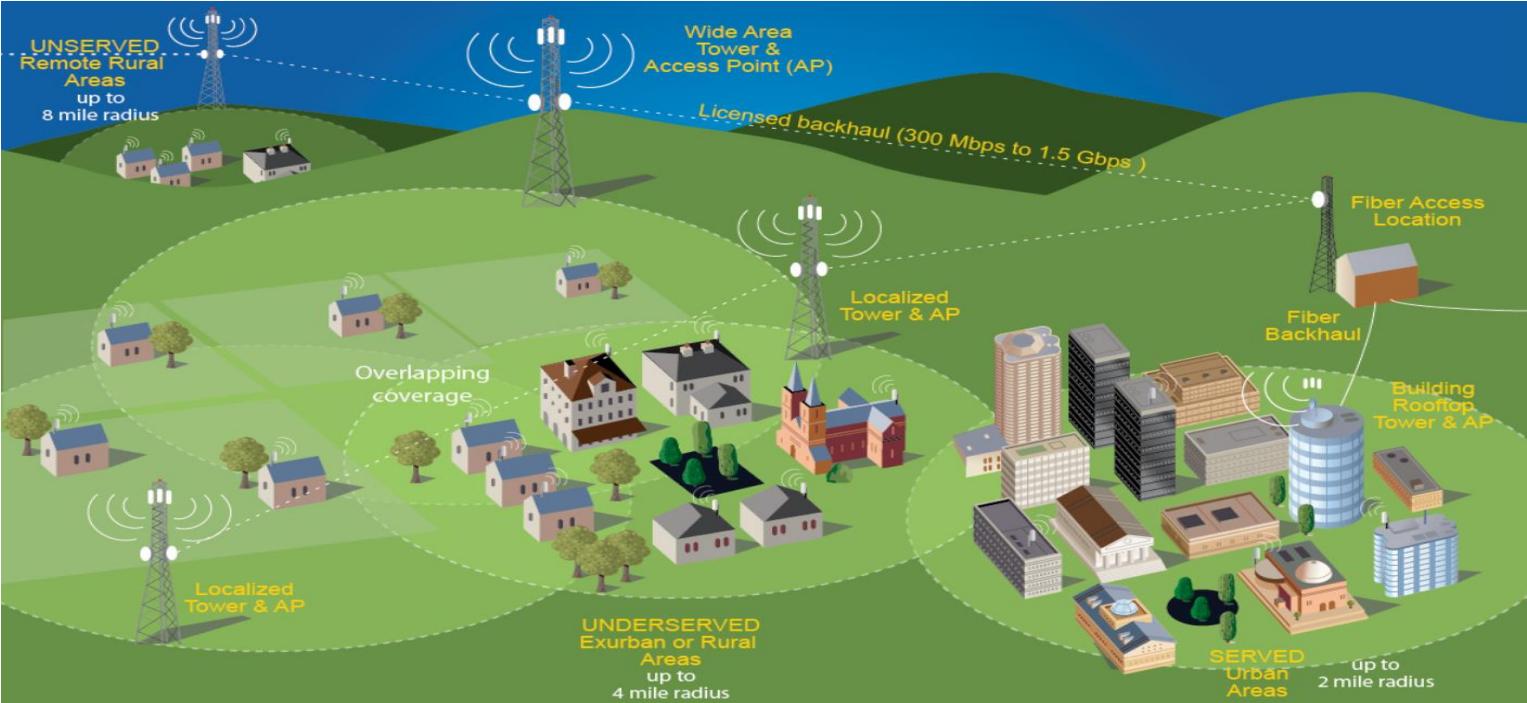 UNSERVED
Remote Rural
Areas
up to
8 mile radius
Wide Area
Tower &
Access Point (AP)
Licensed backhaul (300 Mbps to 1.5 Gbps )
Fiber Access
Location
Localized
Tower & AP
Fiber
Backhaul
Overlapping
coverage
Building
Rooftop
Tower & AP
Localized
Tower & AP
UNDERSERVED
Exurban or Rural
Areas
up to
4 mile radius
SERVED
Urban
Areas
up to
2 mile radius